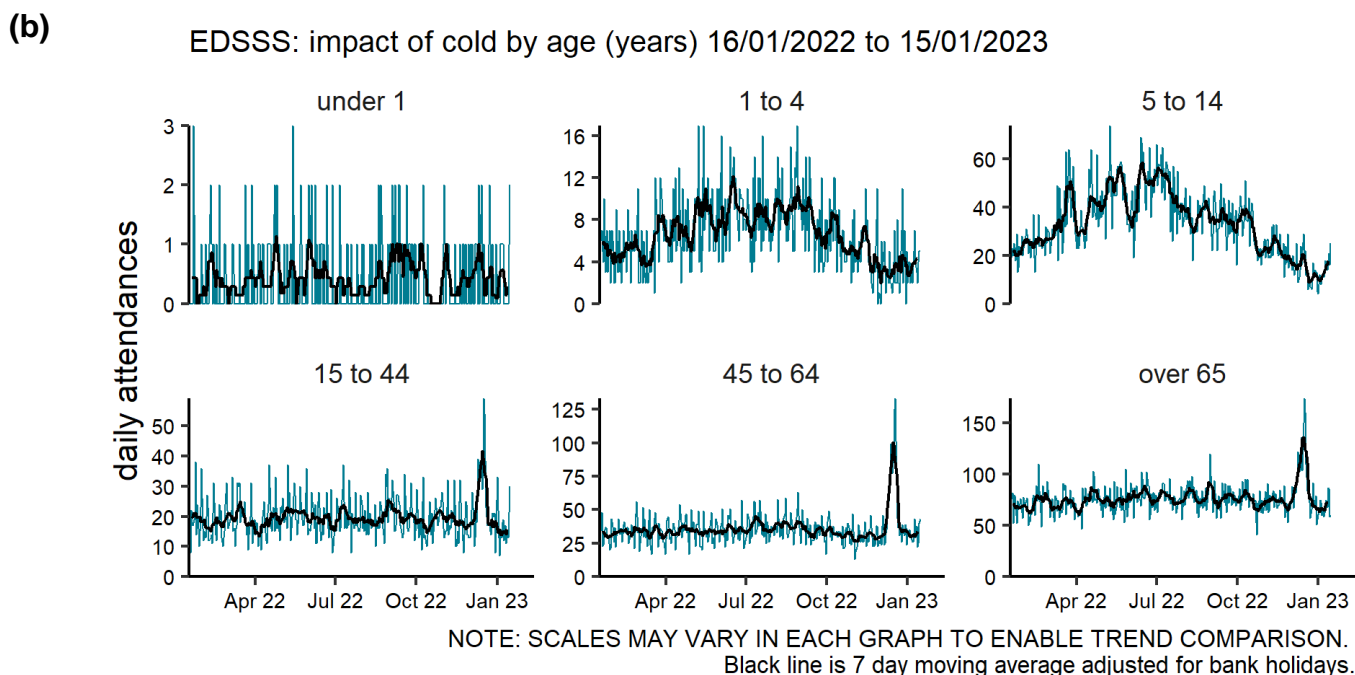 (b)
EDSSS: impact of cold by age (years) 16/01/2022 to 15/01/2023
under 1
1 to 4
5 to 14
3
2
1
0
16
12
8
4
0
60
40
20
0
daily attendances
15 to 44
45 to 64
over 65
50
40
30
20
10
0
125
100
75
50
25
0
150
100
50
0
Apr 22 Jul 22 Oct 22 Jan 23
Apr 22 Jul 22 Oct 22 Jan 23
Apr 22 Jul 22 Oct 22 Jan 23
NOTE: SCALES MAY VARY IN EACH GRAPH TO ENABLE TREND COMPARISON.
Black line is 7 day moving average adjusted for bank holidays.